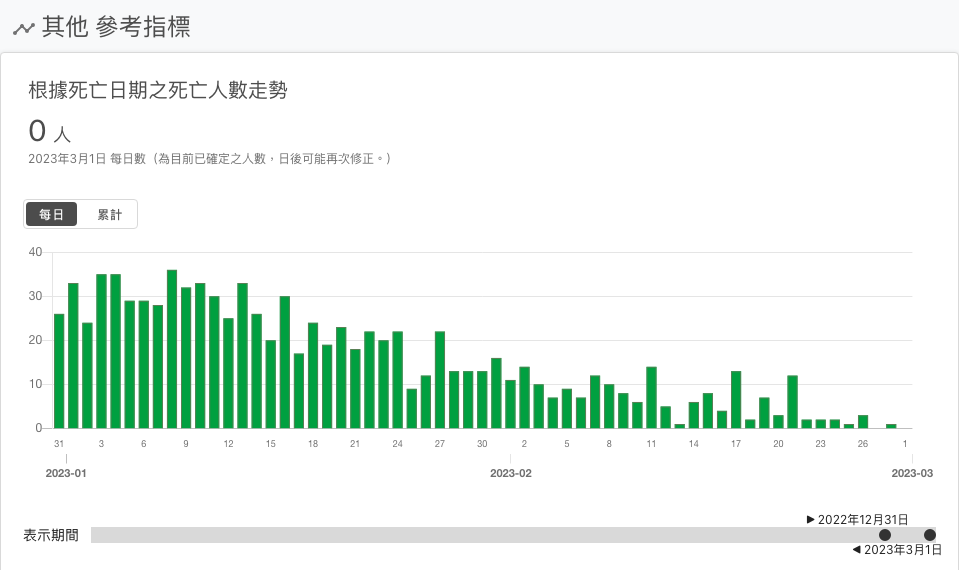 其他 參考指標
根據死亡日期之死亡人數走勢
0 人
2023年3月1日 每日數（為目前已確定之人數，日後可能再次修正。）
每日 累計
40
30
20
10
0
31 3 6 9 12 15 18 21 24 27 30 2 5 8 11 14 17 20 23 26 1
2023-01 2023-02 2023-03
▶ 2022年12月31日
表示期間
◀ 2023年3月1日